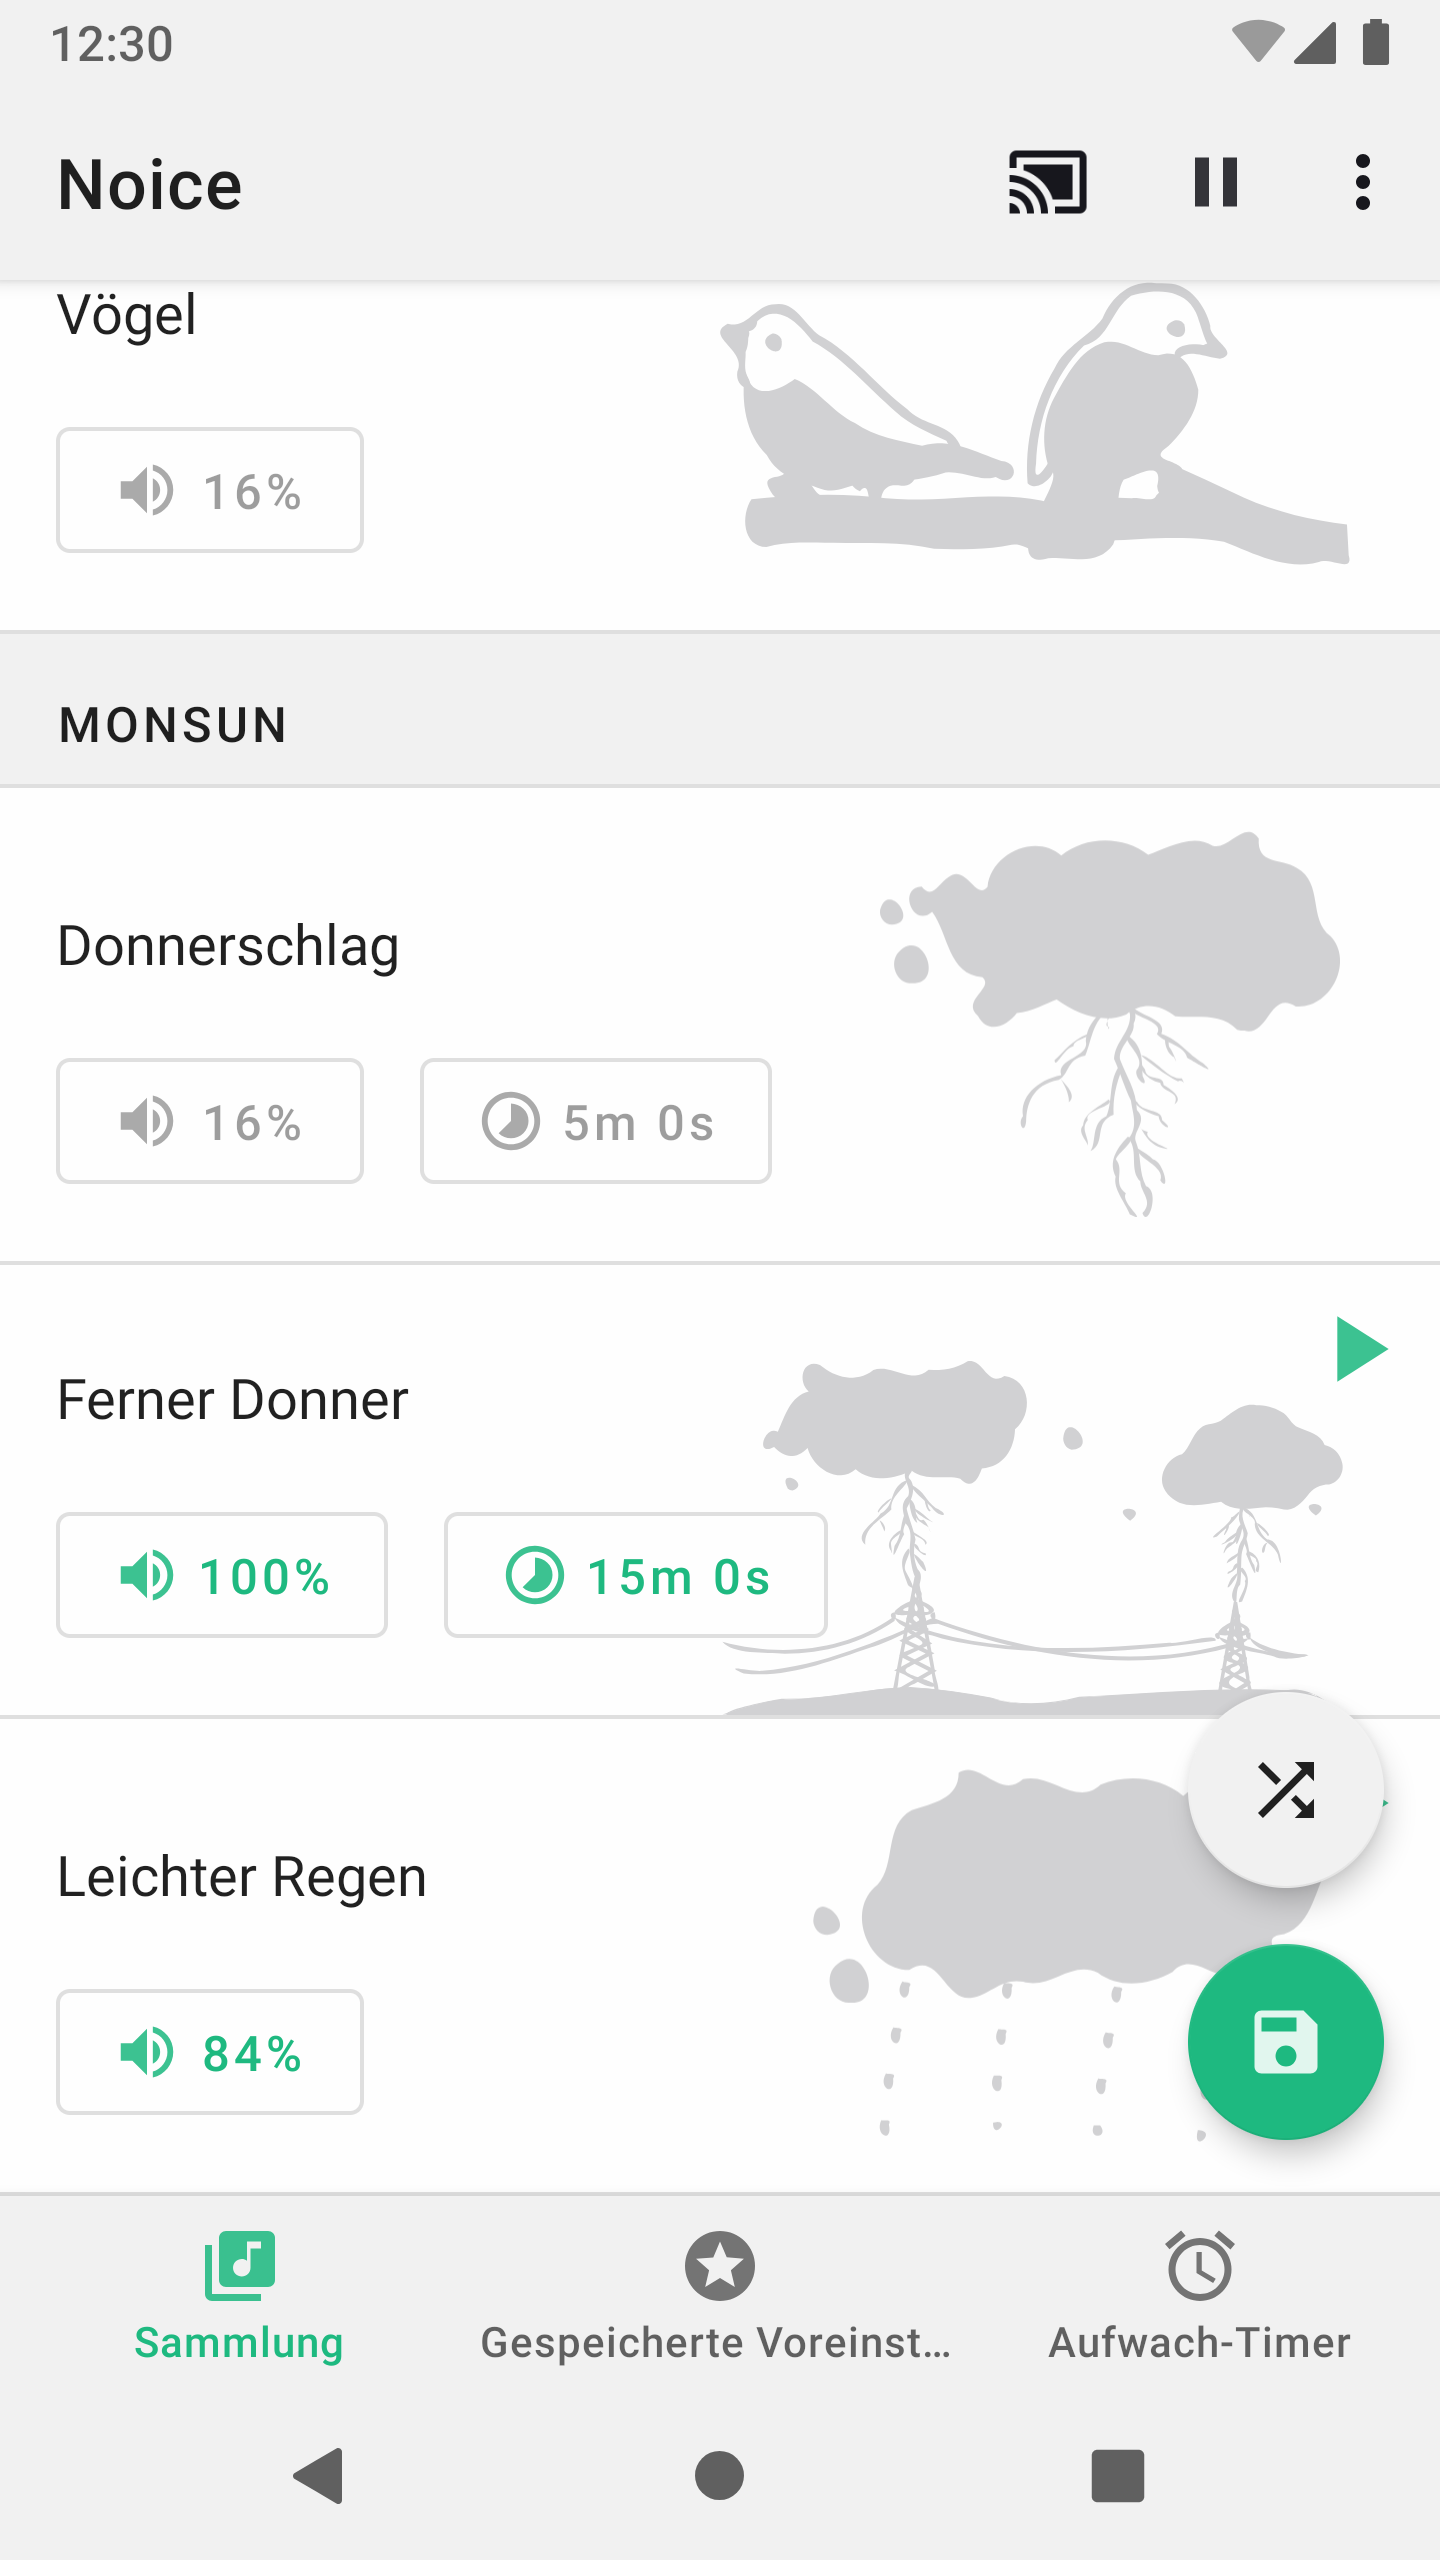 12:30
Noice
Vögel
16%
MONSUN
Donnerschlag
16%
5m 0s
Ferner Donner
100%
15m 0s
Leichter Regen
84%
Sammlung
Gespeicherte Voreinst…
Aufwach-Timer